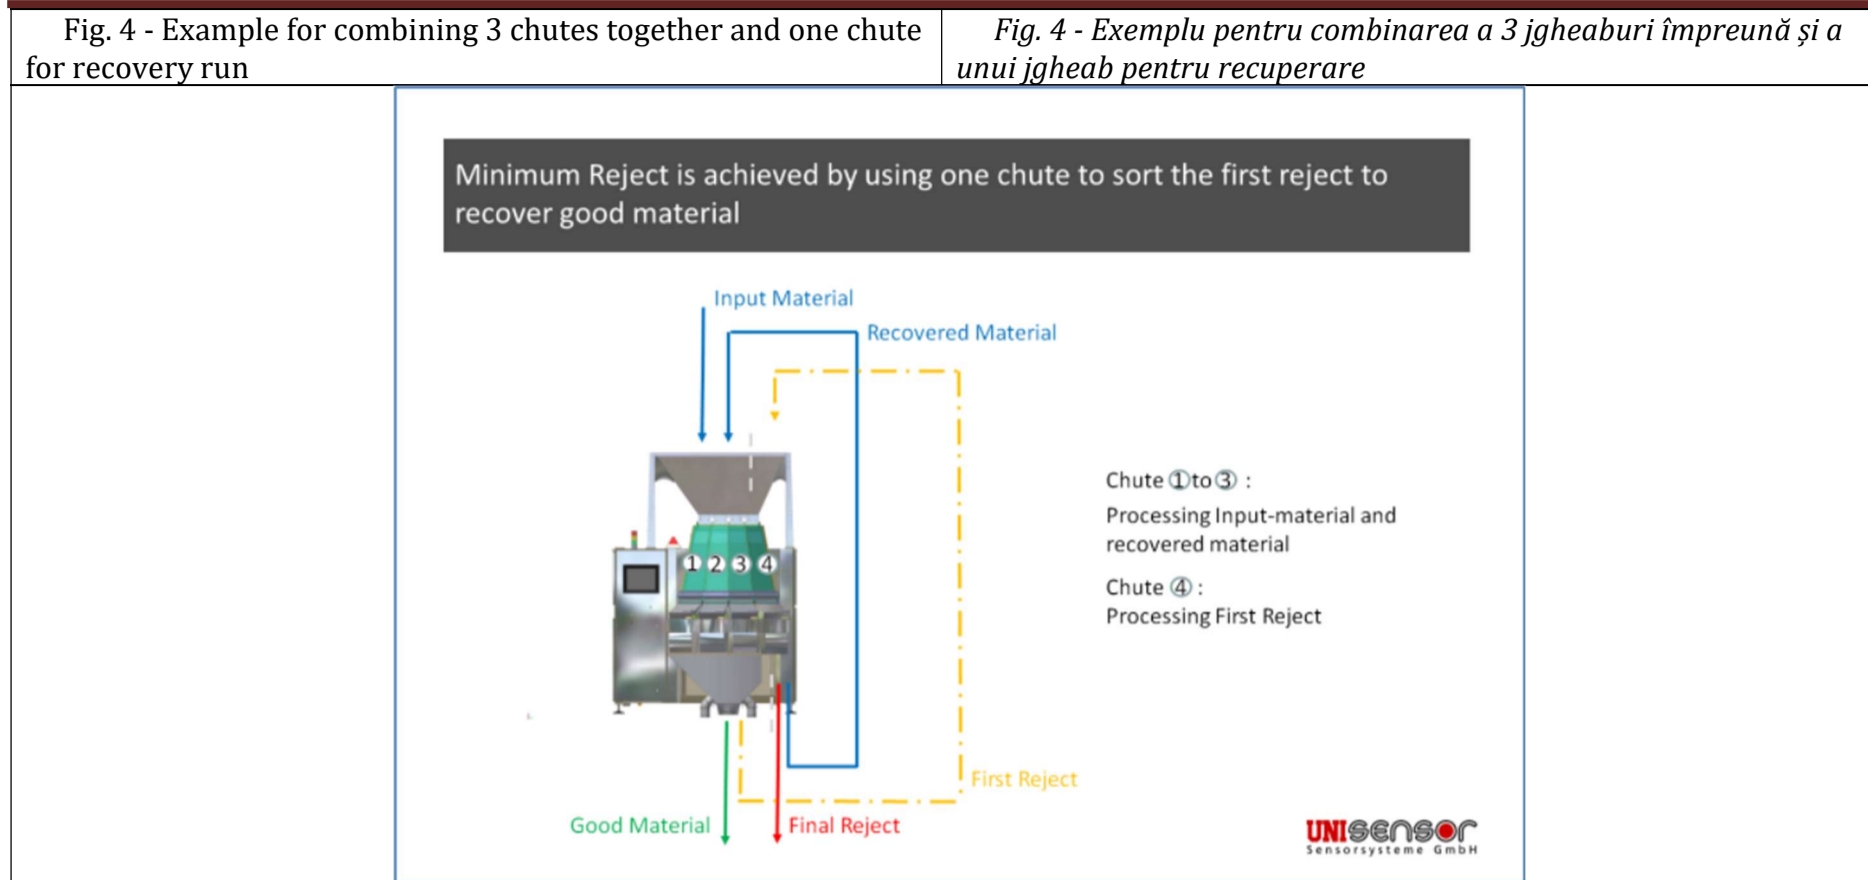 Fig. 4 - Example for combining 3 chutes together and one chute
for recovery run
Fig. 4 - Exemplu pentru combinarea a 3 jgheaburi împreună și a
unui jgheab pentru recuperare
Minimum Reject is achieved by using one chute to sort the first reject to
recover good material
Input Material
Recovered Material
Chute ① to ③ :
Processing Input-material and
recovered material
Chute ④ :
Processing First Reject
① ② ③ ④
First Reject
Good Material
Final Reject
UNISENSOR
Sensorsysteme GmbH